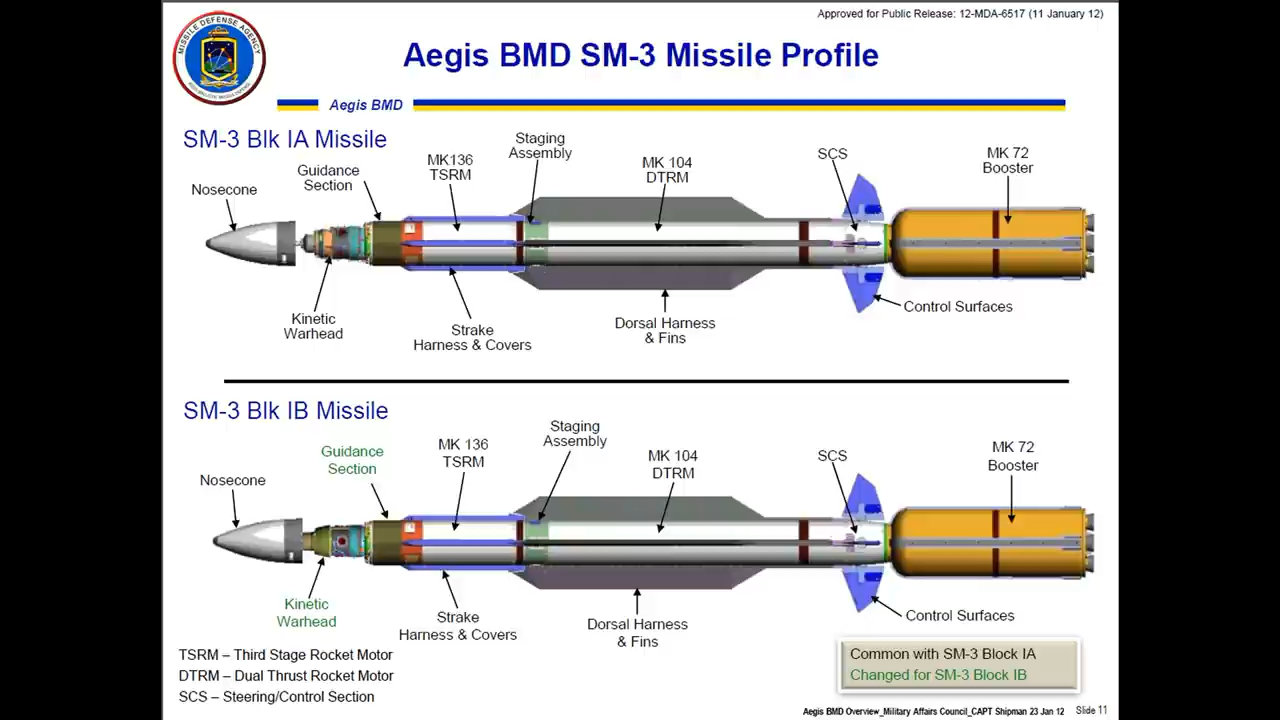 Approved for Public Release: 12-MDA-6517 (11 January 12)
MISSILE DEFENSE AGENCY
Aegis BMD SM-3 Missile Profile
Aegis BMD
SM-3 Blk IA Missile
Nosecone
Guidance
Section
MK136
TSRM
Staging
Assembly
MK 104
DTRM
SCS
MK 72
Booster
Kinetic
Warhead
Strake
Harness & Covers
Dorsal Harness
& Fins
Control Surfaces
SM-3 Blk IB Missile
Nosecone
Guidance
Section
MK 136
TSRM
Staging
Assembly
MK 104
DTRM
SCS
MK 72
Booster
Kinetic
Warhead
Strake
Harness & Covers
Dorsal Harness
& Fins
Control Surfaces
TSRM – Third Stage Rocket Motor
DTRM – Dual Thrust Rocket Motor
SCS – Steering/Control Section
Common with SM-3 Block IA
Changed for SM-3 Block IB
Aegis BMD Overview_Military Affairs Council_CAPT Shipman 23 Jan 12
Slide 11